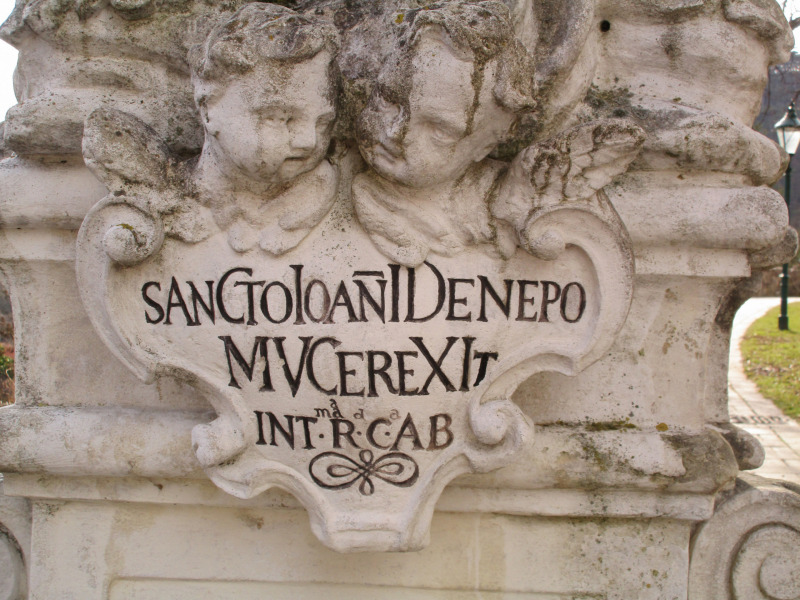 SANCTO IOAÑI DE NEPO
MVC EREXIT
INT·R·C·AB